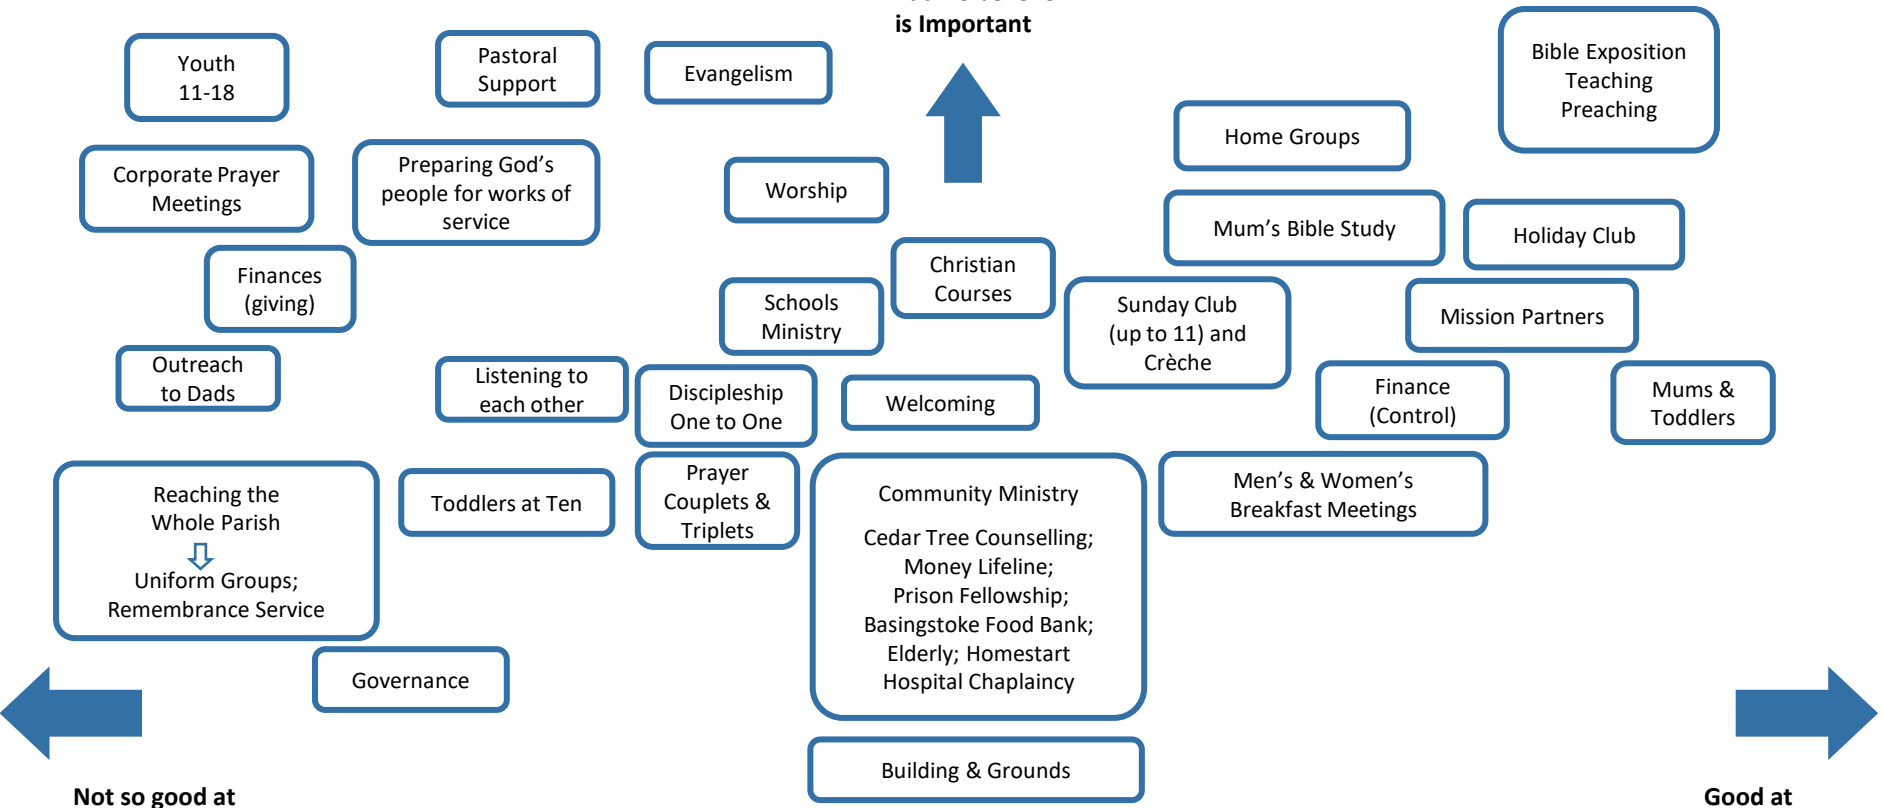 is Important
Youth
11-18
Pastoral
Support
Evangelism
Bible Exposition
Teaching
Preaching
Home Groups
Corporate Prayer
Meetings
Preparing God’s
people for works of
service
Worship
Mum’s Bible Study
Holiday Club
Finances
(giving)
Christian
Courses
Schools
Ministry
Sunday Club
(up to 11) and
Crèche
Mission Partners
Outreach
to Dads
Listening to
each other
Discipleship
One to One
Welcoming
Finance
(Control)
Mums &
Toddlers
Reaching the
Whole Parish
Uniform Groups;
Remembrance Service
Toddlers at Ten
Prayer
Couplets &
Triplets
Community Ministry
Cedar Tree Counselling;
Money Lifeline;
Prison Fellowship;
Basingstoke Food Bank;
Elderly; Homestart
Hospital Chaplaincy
Men’s & Women’s
Breakfast Meetings
Governance
Building & Grounds
Not so good at
Good at